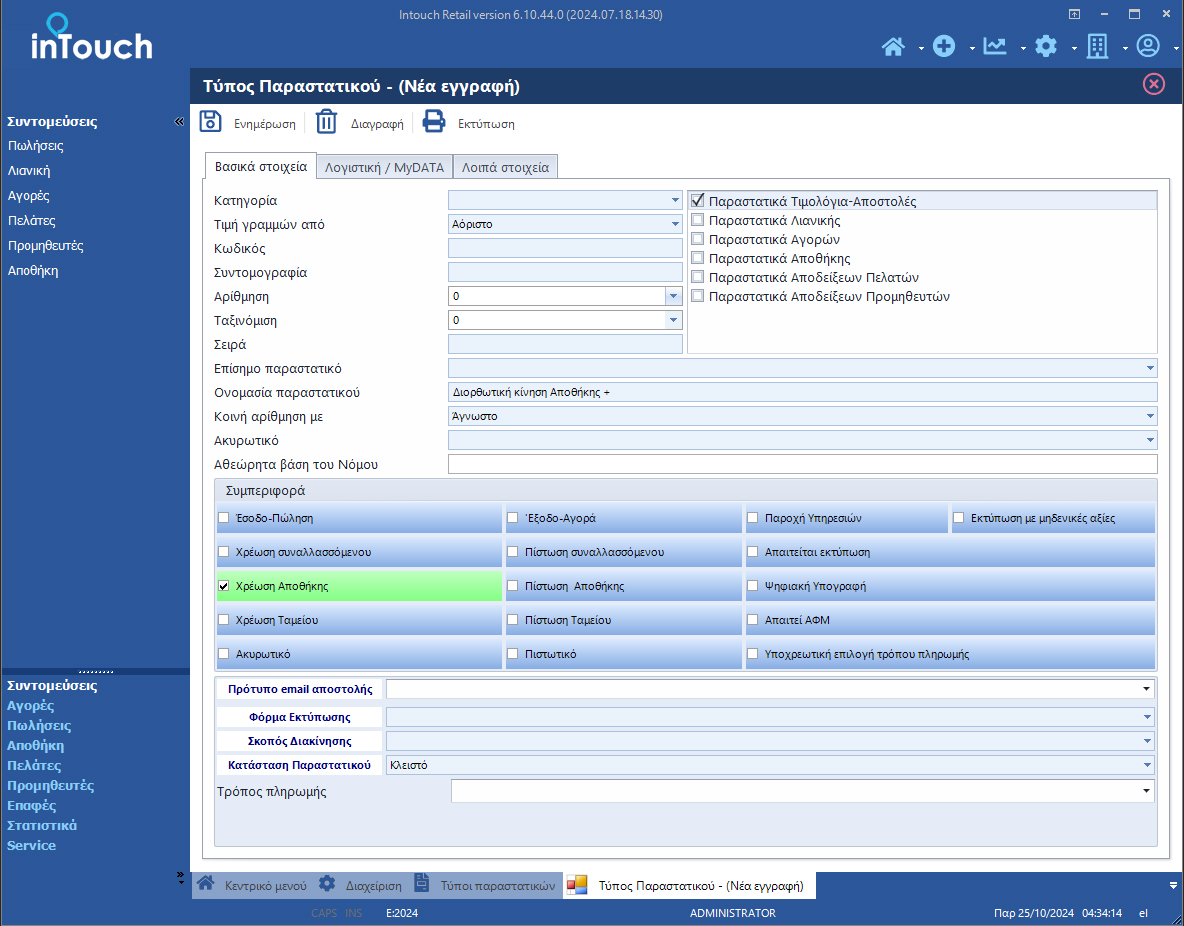 Intouch Retail version 6.10.44.0 (2024.07.18.14.30)
inTouch
Τύπος Παραστατικού - (Νέα εγγραφή)
Συντομεύσεις
Πωλήσεις
Λιανική
Αγορές
Πελάτες
Προμηθευτές
Αποθήκη
Ενημέρωση
Διαγραφή
Εκτύπωση
Βασικά στοιχεία
Λογιστική / MyDATA
Λοιπά στοιχεία
Κατηγορία
Τιμή γραμμών από
Αόριστο
Κωδικός
Συντομογραφία
Αρίθμηση
0
Ταξινόμιση
0
Σειρά
Παραστατικά Τιμολόγια-Αποστολές
Παραστατικά Λιανικής
Παραστατικά Αγορών
Παραστατικά Αποθήκης
Παραστατικά Αποδείξεων Πελατών
Παραστατικά Αποδείξεων Προμηθευτών
Επίσημο παραστατικό
Ονομασία παραστατικού
Διορθωτική κίνηση Αποθήκης +
Κοινή αρίθμηση με
Άγνωστο
Ακυρωτικό
Αθεώρητα βάση του Νόμου
Συμπεριφορά
Έσοδο-Πώληση
Έξοδο-Αγορά
Παροχή Υπηρεσιών
Εκτύπωση με μηδενικές αξίες
Χρέωση συναλλασσόμενου
Πίστωση συναλλασσόμενου
Απαιτείται εκτύπωση
Χρέωση Αποθήκης
Πίστωση Αποθήκης
Ψηφιακή Υπογραφή
Χρέωση Ταμείου
Πίστωση Ταμείου
Απαιτεί ΑΦΜ
Ακυρωτικό
Πιστωτικό
Υποχρεωτική επιλογή τρόπου πληρωμής
Πρότυπο email αποστολής
Φόρμα Εκτύπωσης
Σκοπός Διακίνησης
Κατάσταση Παραστατικού
Κλειστό
Τρόπος πληρωμής
Συντομεύσεις
Αγορές
Πωλήσεις
Αποθήκη
Πελάτες
Προμηθευτές
Επαφές
Στατιστικά
Service
Κεντρικό μενού
Διαχείριση
Τύποι παραστατικών
Τύπος Παραστατικού - (Νέα εγγραφή)
CAPS INS
E:2024
ADMINISTRATOR
Παρ 25/10/2024 04:34:14
el